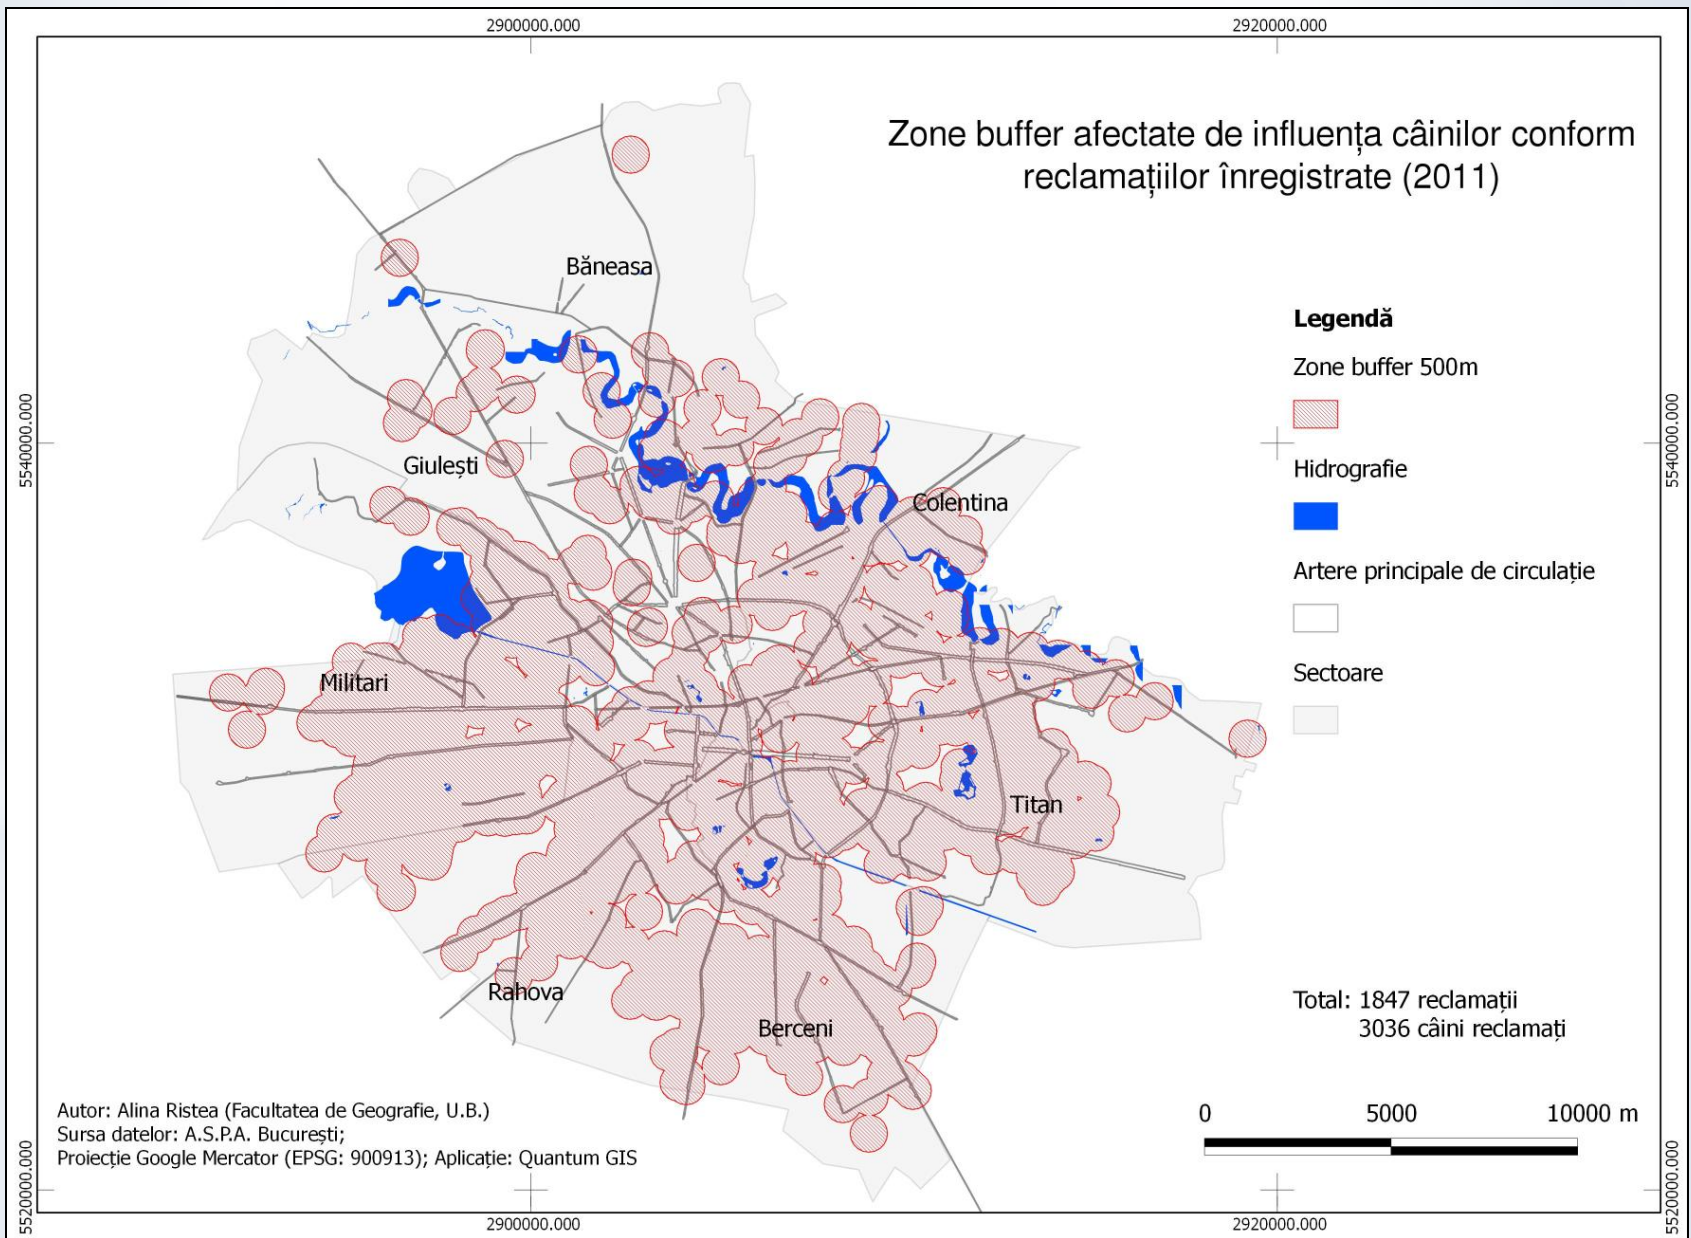 2900000.000
2920000.000
Zone buffer afectate de influența câinilor conform
reclamațiilor înregistrate (2011)
Băneasa
Legendă
Zone buffer 500m
5540000.000
5540000.000
Giulești
Hidrografie
Colentina
Artere principale de circulație
Militari
Sectoare
Titan
Rahova
Berceni
Total: 1847 reclamații
3036 câini reclamați
Autor: Alina Ristea (Facultatea de Geografie, U.B.)
Sursa datelor: A.S.P.A. București;
Proiecție Google Mercator (EPSG: 900913); Aplicație: Quantum GIS
0 5000 10000 m
5520000.000
5520000.000
2900000.000
2920000.000